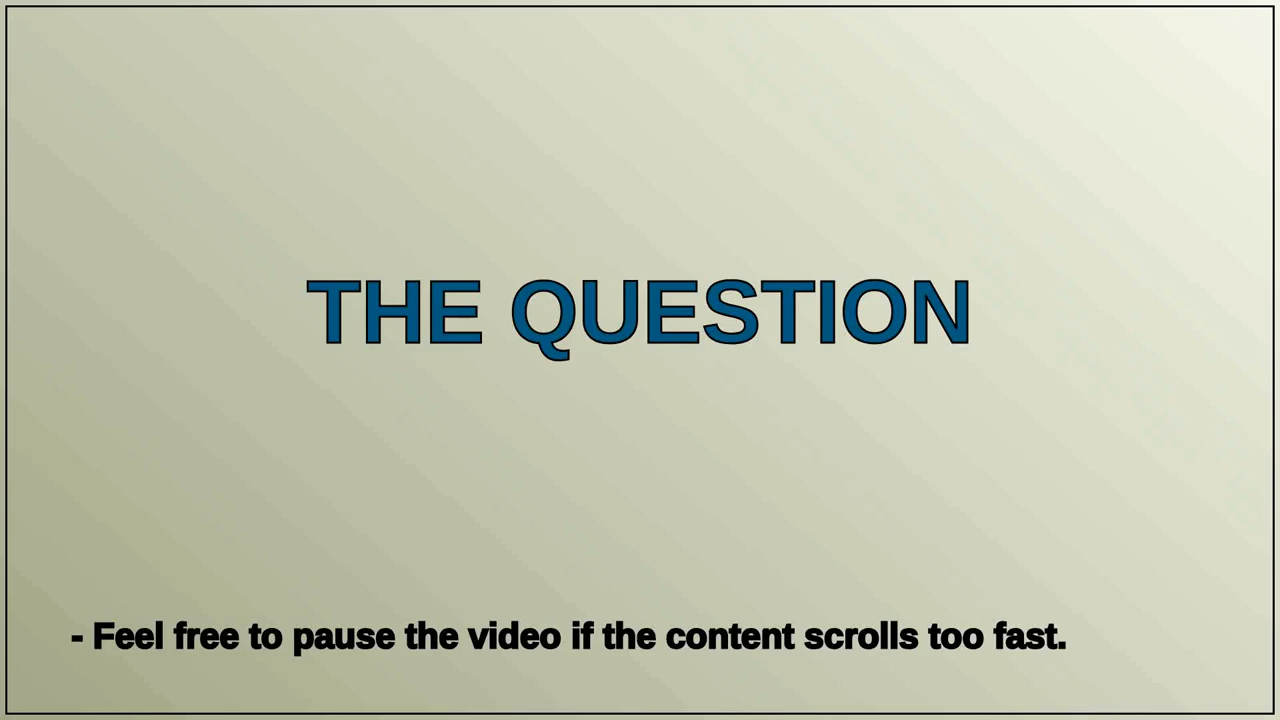 THE QUESTION
- Feel free to pause the video if the content scrolls too fast.